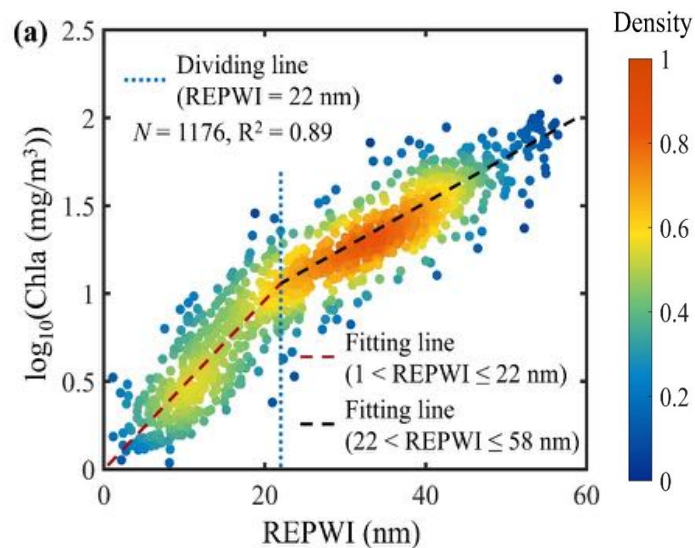 (a)
Density
Dividing line
(REPWI = 22 nm)
N = 1176, R² = 0.89
Fitting line
(1 < REPWI ≤ 22 nm)
Fitting line
(22 < REPWI ≤ 58 nm)
log₁₀(Chla (mg/m³))
2.5
2
1.5
1
0.5
0
0
20
40
60
REPWI (nm)
1
0.8
0.6
0.4
0.2
0